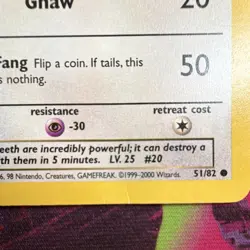 Gnaw 20
Fang Flip a coin. If tails, this 50
s nothing.
resistance retreat cost
-30
eeth are incredibly powerful; it can destroy a
th them in 5 minutes. LV. 25 #20
6, 98 Nintendo, Creatures, GAMEFREAK. ©1999-2000 Wizards. 51/82